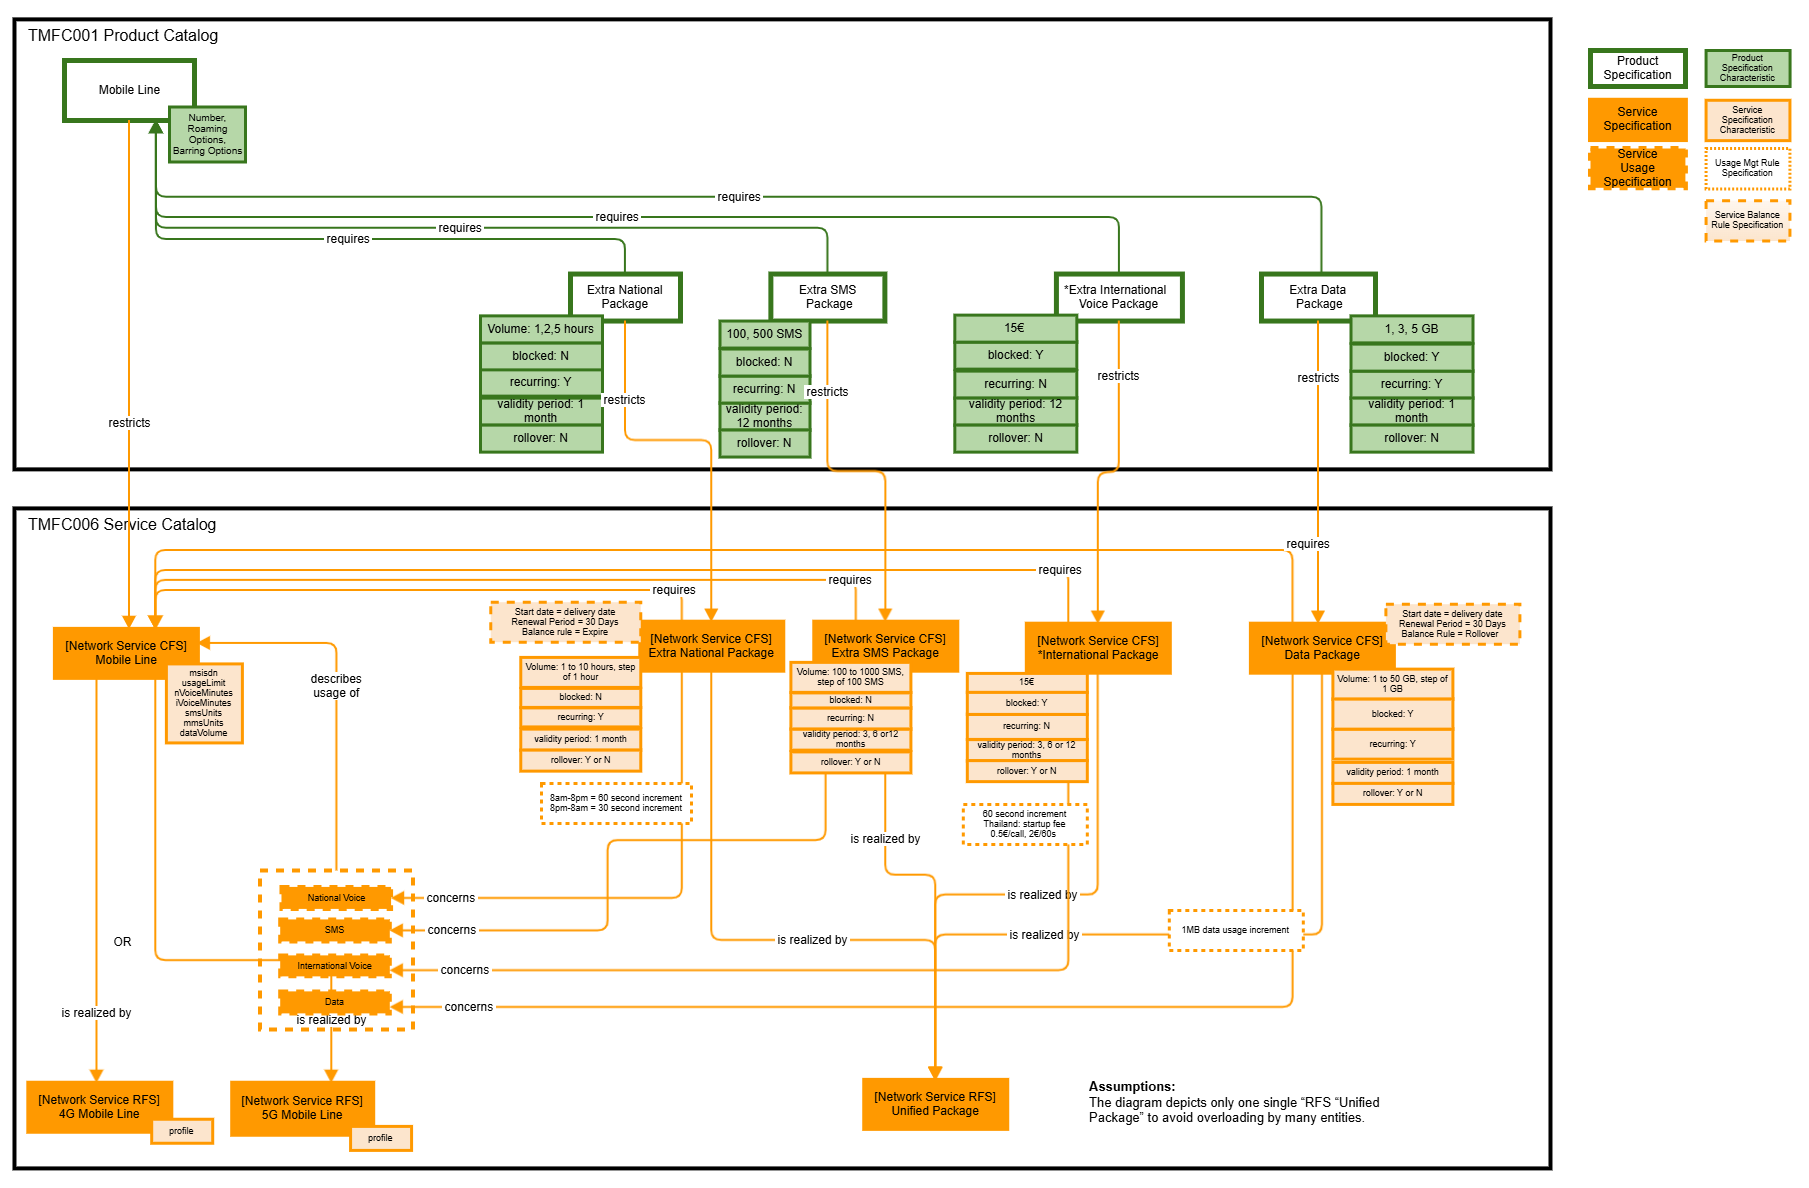 TMFC001 Product Catalog
Mobile Line
Number,
Roaming
Options,
Barring Options
Product
Specification
Product
Specification
Characteristic
Service
Specification
Service
Specification
Characteristic
Service
Usage
Specification
Usage Mgt Rule
Specification
Service Balance
Rule Specification
requires
requires
requires
requires
Extra National
Package
Volume: 1,2,5 hours
blocked: N
recurring: Y
validity period: 1
month
rollover: N
restricts
Extra SMS
Package
100, 500 SMS
blocked: N
recurring: N
validity period:
12 months
rollover: N
restricts
*Extra International
Voice Package
15€
blocked: Y
recurring: N
validity period: 12
months
rollover: N
restricts
Extra Data
Package
1, 3, 5 GB
blocked: Y
recurring: Y
validity period: 1
month
rollover: N
restricts
restricts
TMFC006 Service Catalog
requires
requires
requires
requires
[Network Service CFS]
Mobile Line
msisdn
usageLimit
nVoiceMinutes
iVoiceMinutes
smsUnits
mmsUnits
dataVolume
describes
usage of
Start date = delivery date
Renewal Period = 30 Days
Balance rule = Expire
[Network Service CFS]
Extra National Package
Volume: 1 to 10 hours, step
of 1 hour
blocked: N
recurring: Y
validity period: 1 month
rollover: Y or N
8am-8pm = 60 second increment
8pm-8am = 30 second increment
[Network Service CFS]
Extra SMS Package
Volume: 100 to 1000 SMS,
step of 100 SMS
blocked: N
recurring: N
validity period: 3, 6 or12
months
rollover: Y or N
[Network Service CFS]
*International Package
15€
blocked: Y
recurring: N
validity period: 3, 6 or 12
months
rollover: Y or N
60 second increment
Thailand: startup fee
0.5€/call, 2€/60s
[Network Service CFS]
Data Package
Start date = delivery date
Renewal Period = 30 Days
Balance Rule = Rollover
Volume: 1 to 50 GB, step of
1 GB
blocked: Y
recurring: Y
validity period: 1 month
rollover: Y or N
is realized by
National Voice
concerns
is realized by
SMS
concerns
is realized by
is realized by
1MB data usage increment
OR
International Voice
concerns
Data
concerns
is realized by
is realized by
[Network Service RFS]
4G Mobile Line
profile
[Network Service RFS]
5G Mobile Line
profile
[Network Service RFS]
Unified Package
Assumptions:
The diagram depicts only one single “RFS “Unified
Package” to avoid overloading by many entities.